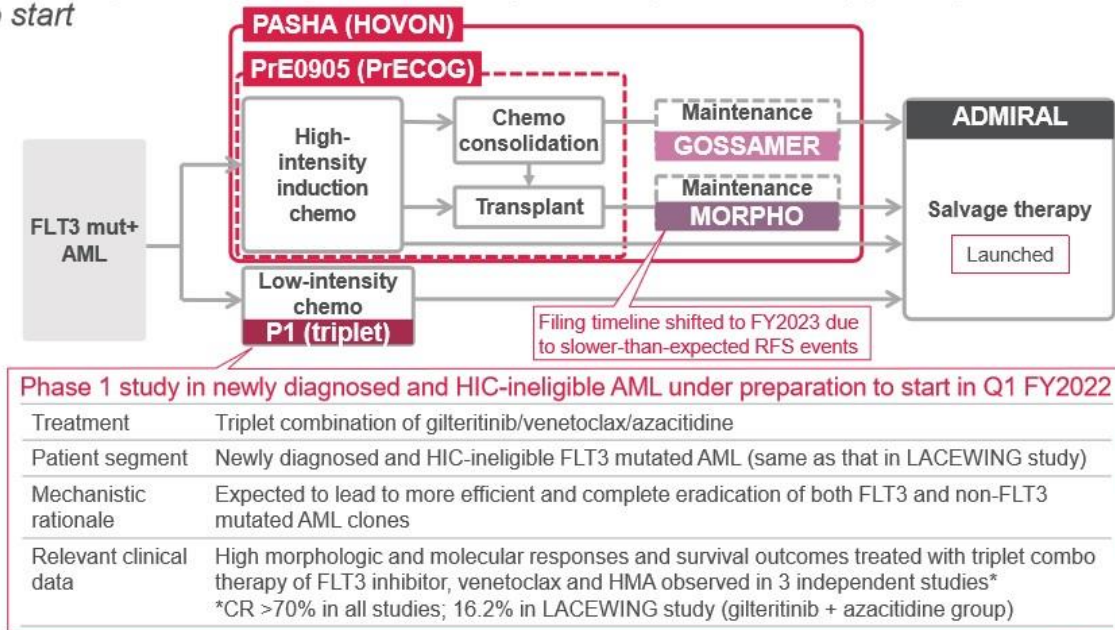 start
PASHA (HOVON)
PrE0905 (PrECOG)
High-
intensity
induction
chemo
Chemo
consolidation
Transplant
Maintenance
GOSSAMER
Maintenance
MORPHO
ADMIRAL
Salvage therapy
Launched
FLT3 mut+
AML
Low-intensity
chemo
P1 (triplet)
Filing timeline shifted to FY2023 due
to slower-than-expected RFS events
Phase 1 study in newly diagnosed and HIC-ineligible AML under preparation to start in Q1 FY2022
Treatment Triplet combination of gilteritinib/venetoclax/azacitidine
Patient segment Newly diagnosed and HIC-ineligible FLT3 mutated AML (same as that in LACEWING study)
Mechanistic Expected to lead to more efficient and complete eradication of both FLT3 and non-FLT3
rationale mutated AML clones
Relevant clinical High morphologic and molecular responses and survival outcomes treated with triplet combo
data therapy of FLT3 inhibitor, venetoclax and HMA observed in 3 independent studies*
*CR >70% in all studies; 16.2% in LACEWING study (gilteritinib + azacitidine group)